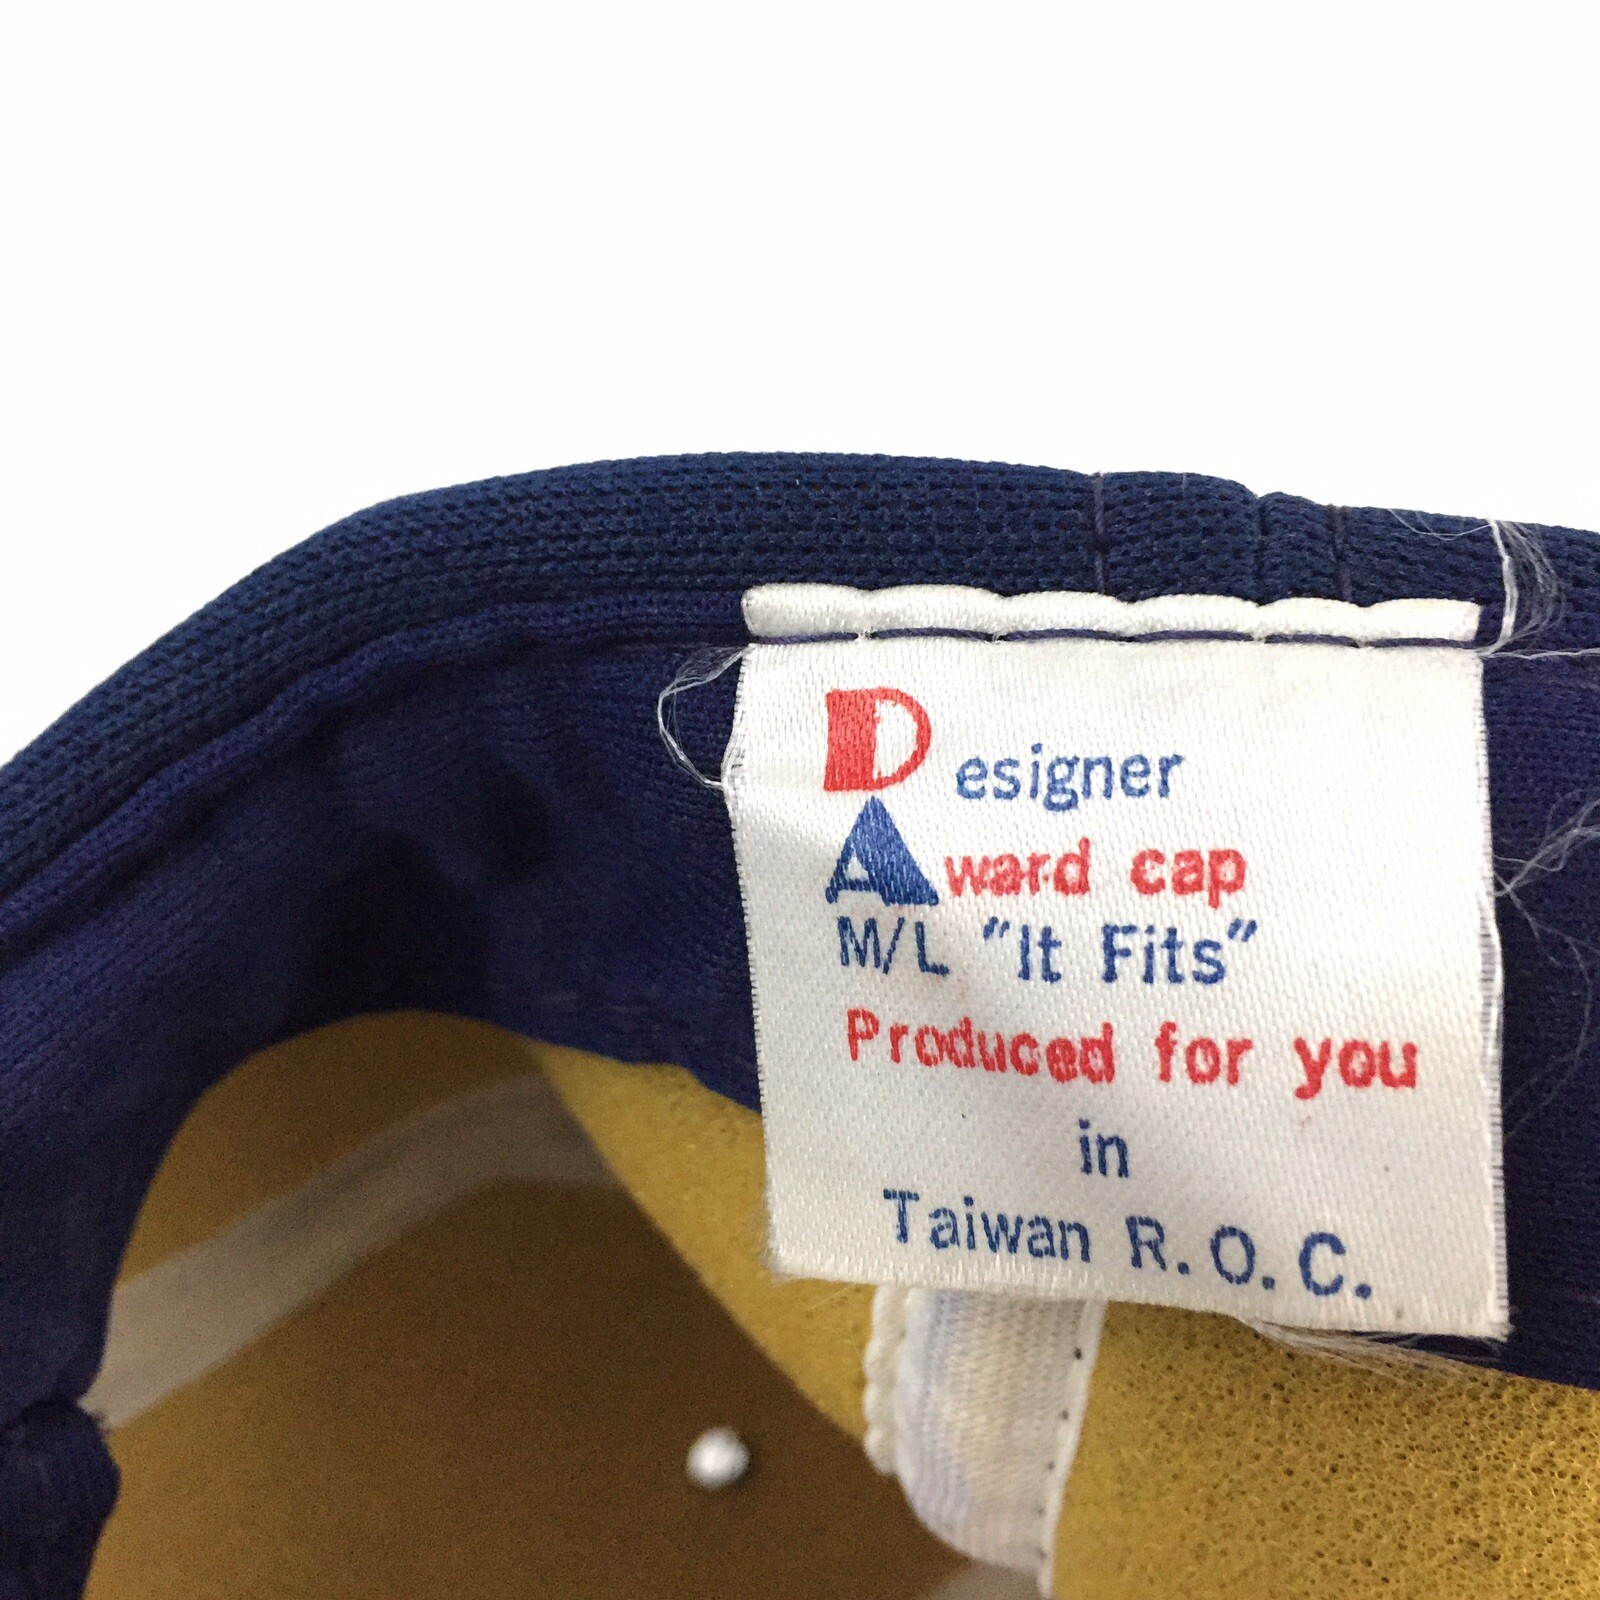 Designer
Award cap
M/L "It Fits"
Produced for you
in
Taiwan R.O.C.